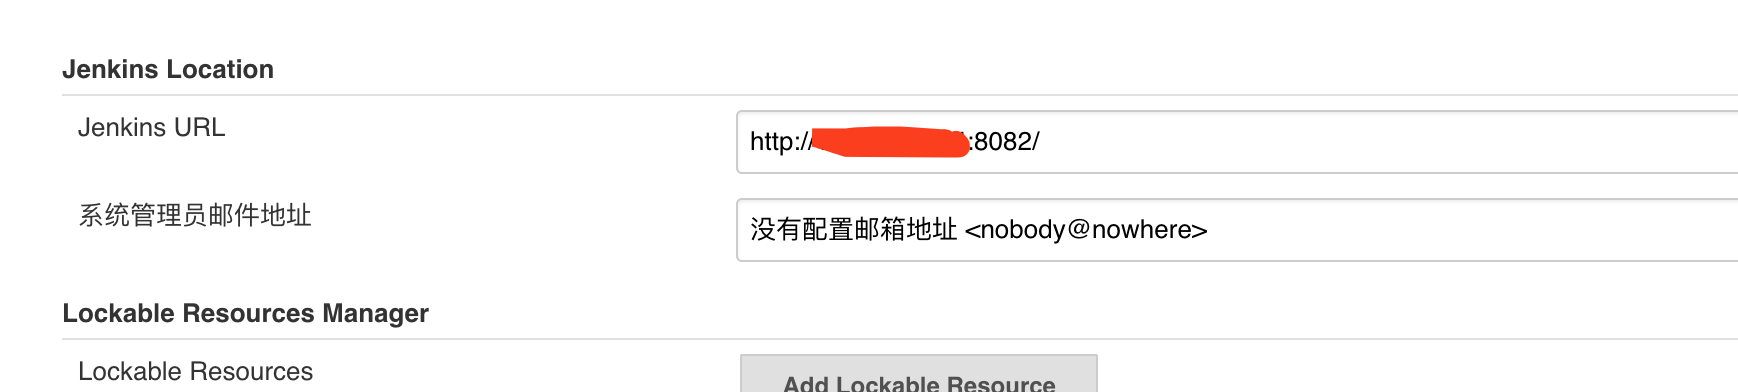 Jenkins Location
Jenkins URL
http:// :8082/
系统管理员邮件地址
没有配置邮箱地址 <nobody@nowhere>
Lockable Resources Manager
Lockable Resources
Add Lockable Resource